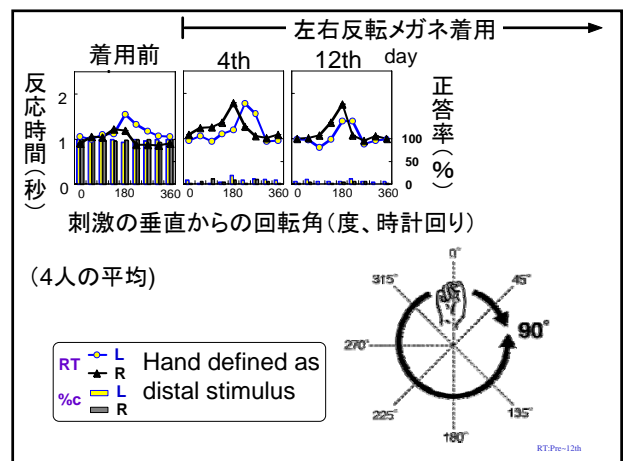 左右反転メガネ着用
着用前
4th
12th
day
反応時間(秒)
2
1
0
正答率(%)
100
50
0
0 180 360
0 180 360
0 180 360
刺激の垂直からの回転角(度、時計回り)
(4人の平均)
0°
315°
45°
270°
90°
225°
135°
180°
RT L
R
%c L
R
Hand defined as
distal stimulus
RT:Pre~12th